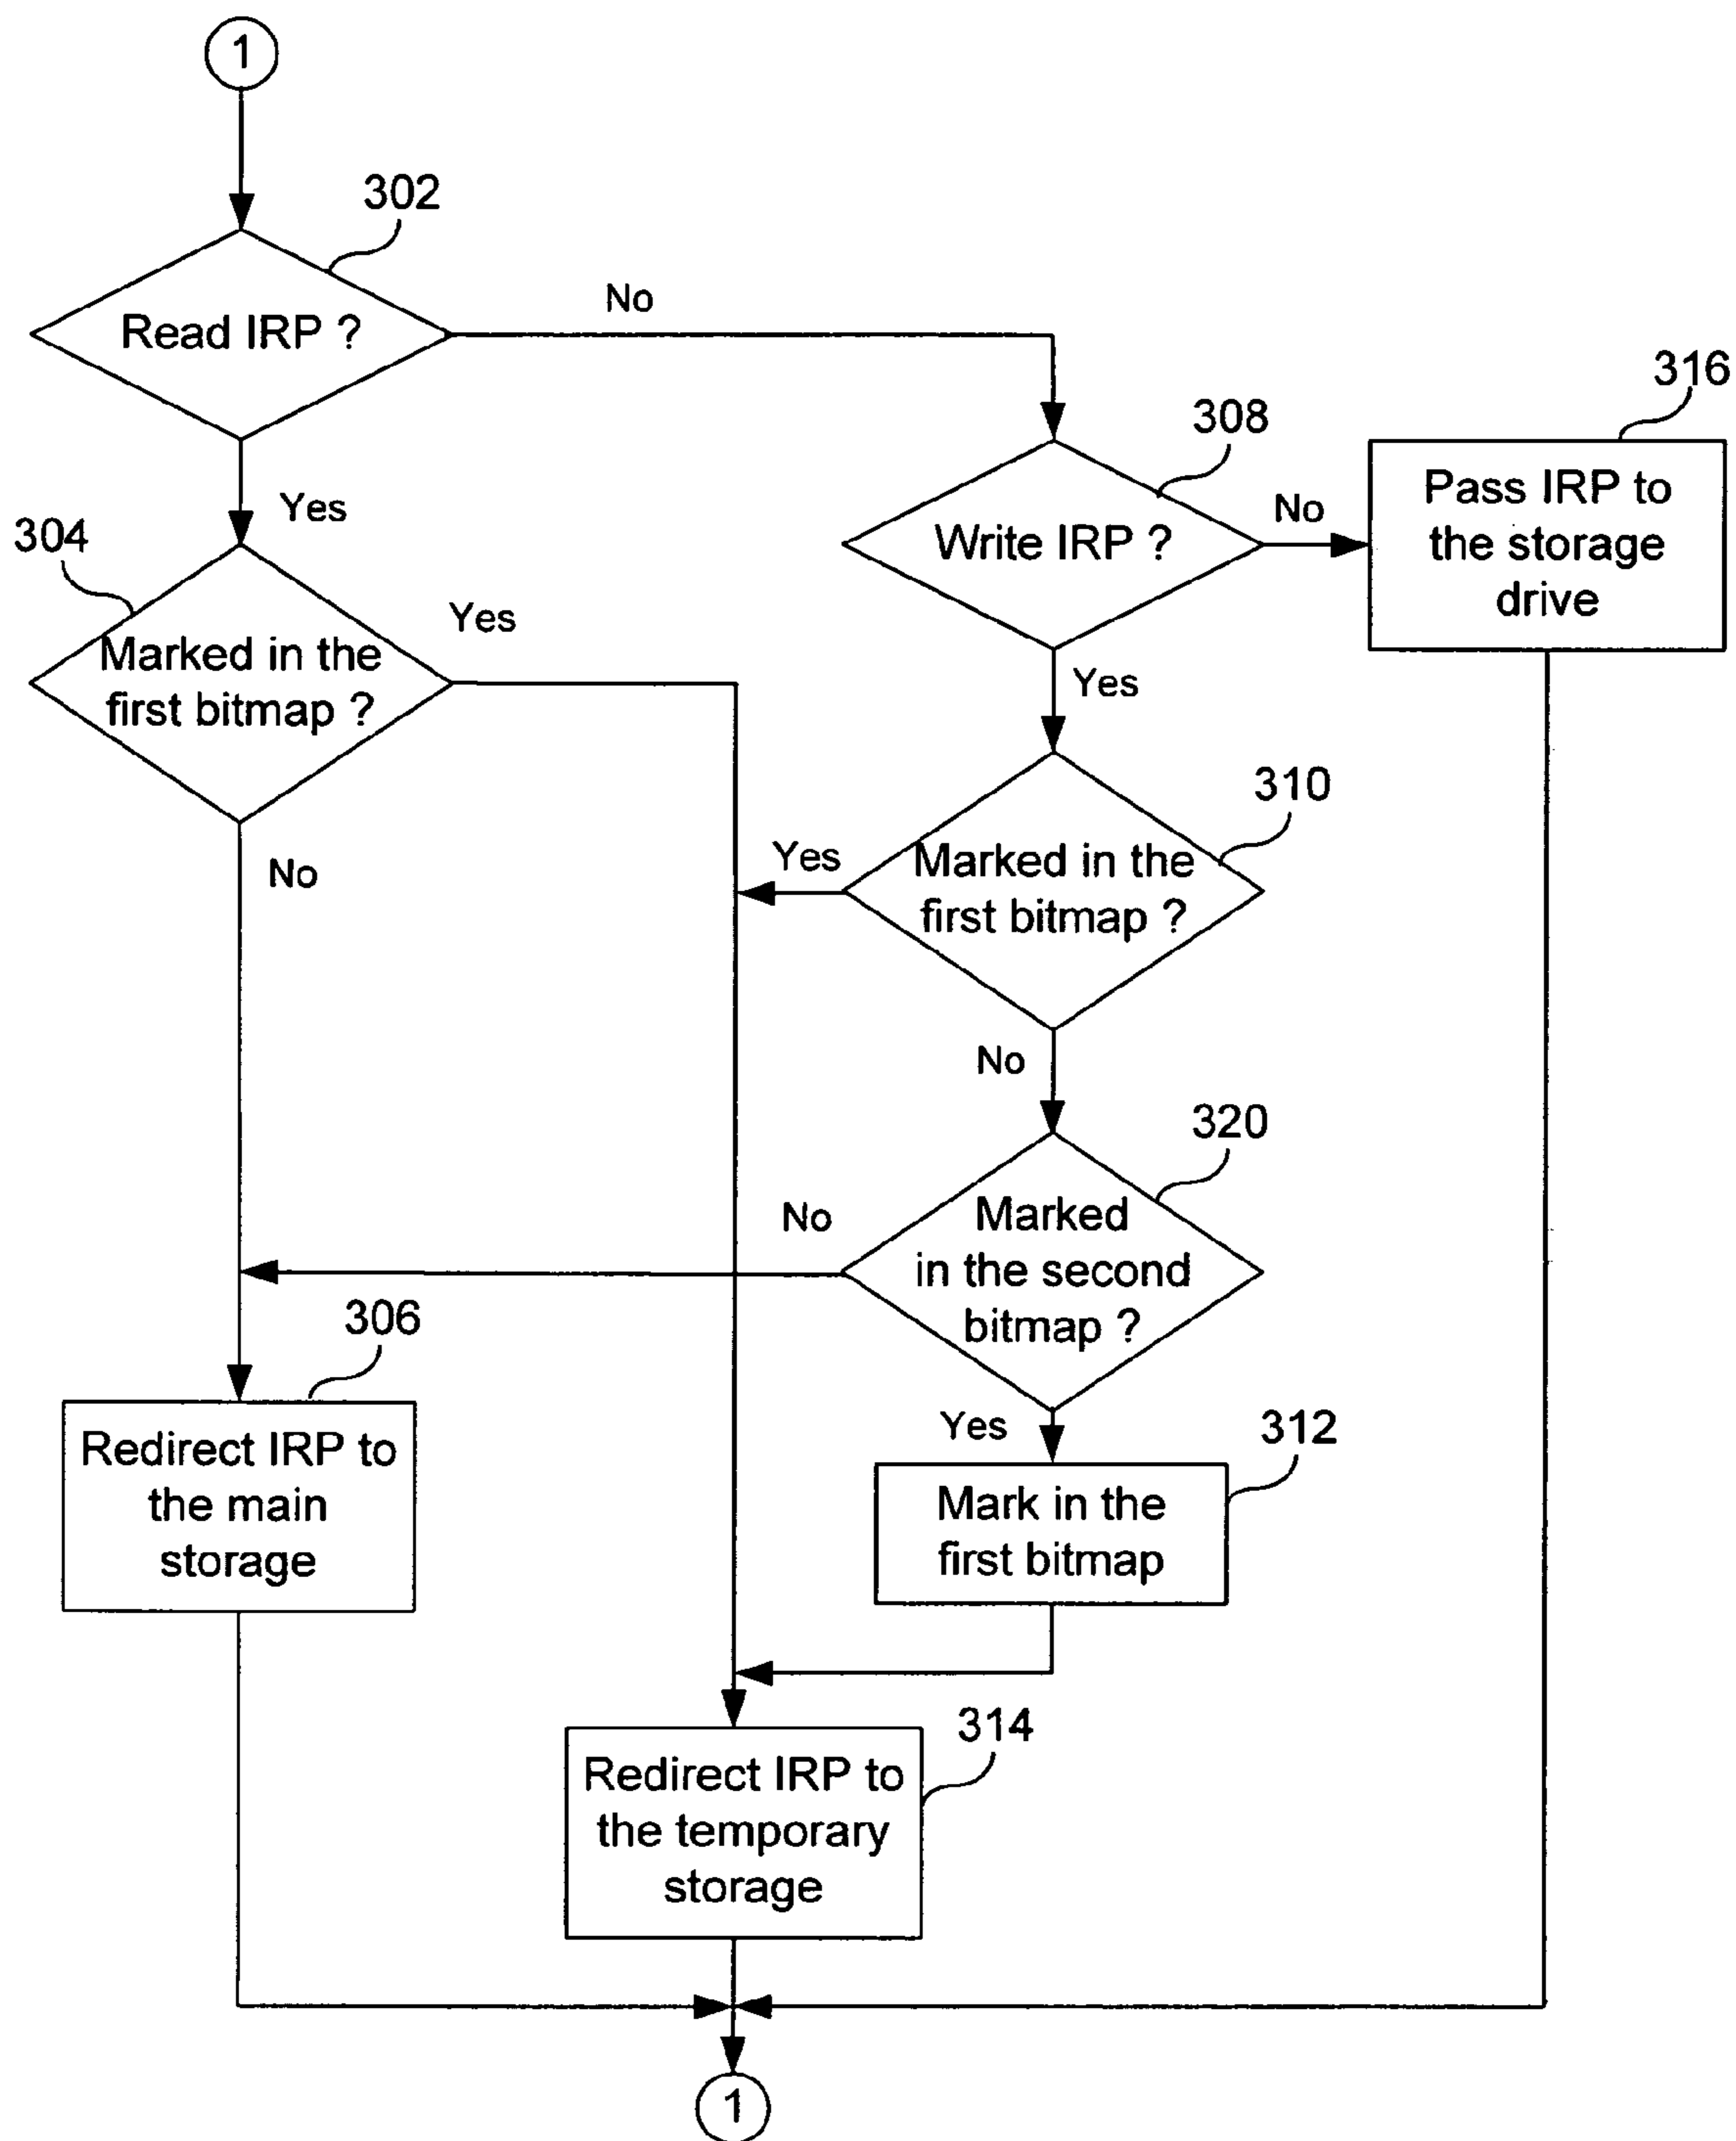 1
302
Read IRP ?
No
316
308
Pass IRP to
the storage
drive
Write IRP ?
No
Yes
304
Marked in the
first bitmap ?
Yes
Yes
310
Marked in the
first bitmap ?
Yes
No
No
320
Marked
in the second
bitmap ?
No
306
Redirect IRP to
the main
storage
Yes
312
Mark in the
first bitmap
314
Redirect IRP to
the temporary
storage
1